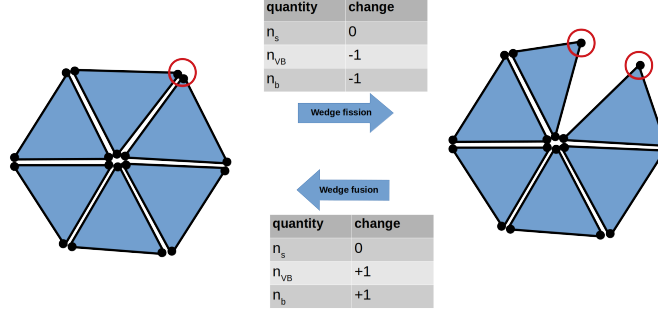 quantity change
n_s 0
n_VB -1
n_b -1
Wedge fission
Wedge fusion
quantity change
n_s 0
n_VB +1
n_b +1